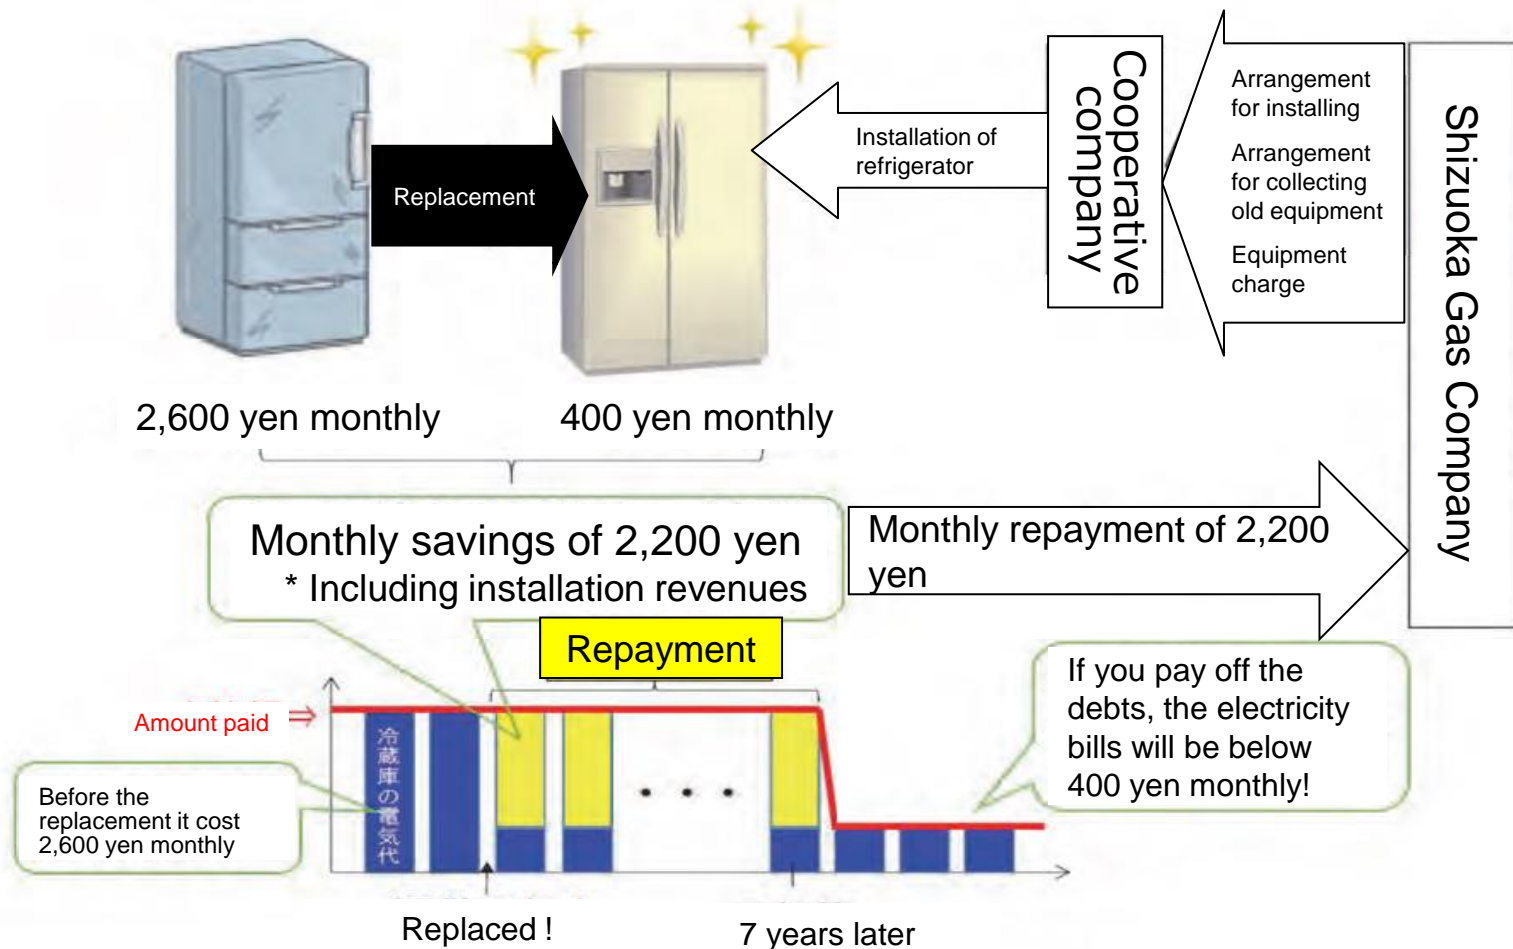 Replacement
Installation of
refrigerator
Cooperative
company
Arrangement
for installing
Arrangement
for collecting
old equipment
Equipment
charge
Shizuoka Gas Company
2,600 yen monthly
400 yen monthly
Monthly savings of 2,200 yen
* Including installation revenues
Monthly repayment of 2,200
yen
Repayment
If you pay off the
debts, the electricity
bills will be below
400 yen monthly!
Amount paid
⇒
冷蔵庫の電気代
Before the
replacement it cost
2,600 yen monthly
• • •
Replaced !
7 years later